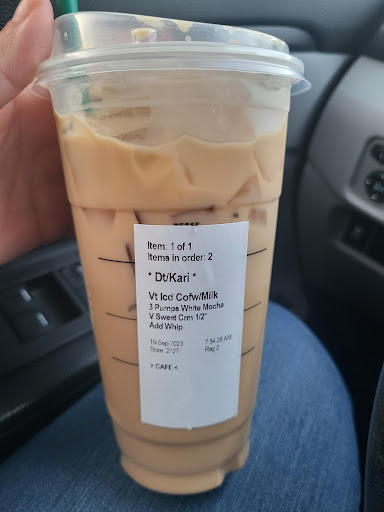 Item: 1 of 1
Items in order: 2
* Dt/Kari *
Vt Icd Cofw/Milk
3 Pumps White Mocha
V Sweet Crm 1/2"
Add Whip
19-Sep-2023 7:54:28 AM
Store 2727 Reg 2
> CAFE <